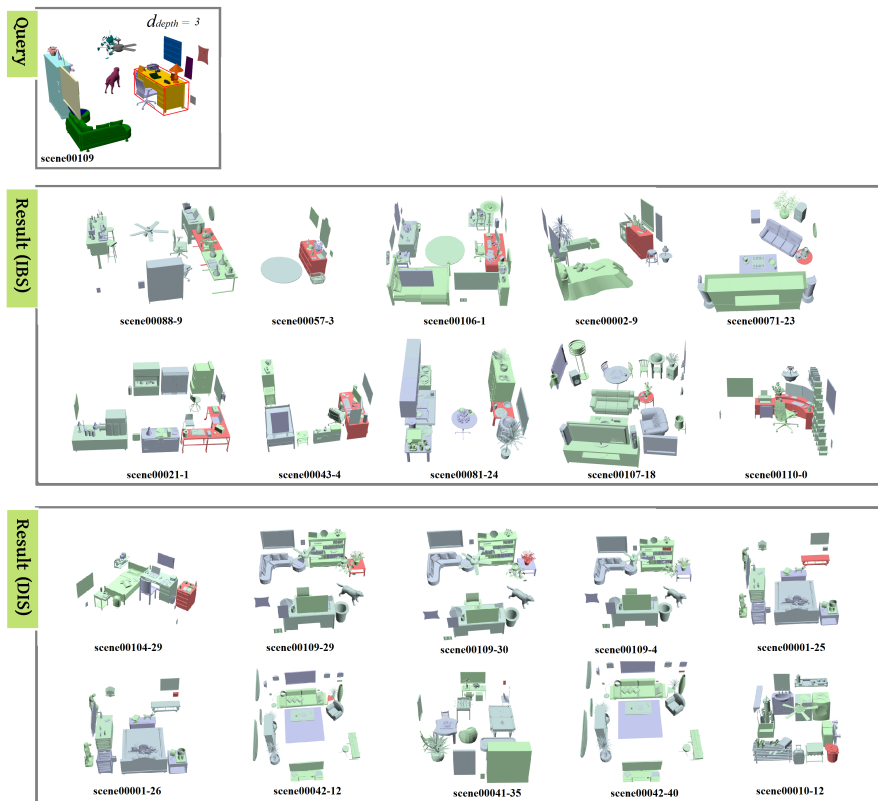 Query
d_depth = 3
scene00109
Result (IBS)
scene00088-9
scene00057-3
scene00106-1
scene00002-9
scene00071-23
scene00021-1
scene00043-4
scene00081-24
scene00107-18
scene00110-0
Result (DIS)
scene00104-29
scene00109-29
scene00109-30
scene00109-4
scene00001-25
scene00001-26
scene00042-12
scene00041-35
scene00042-40
scene00010-12